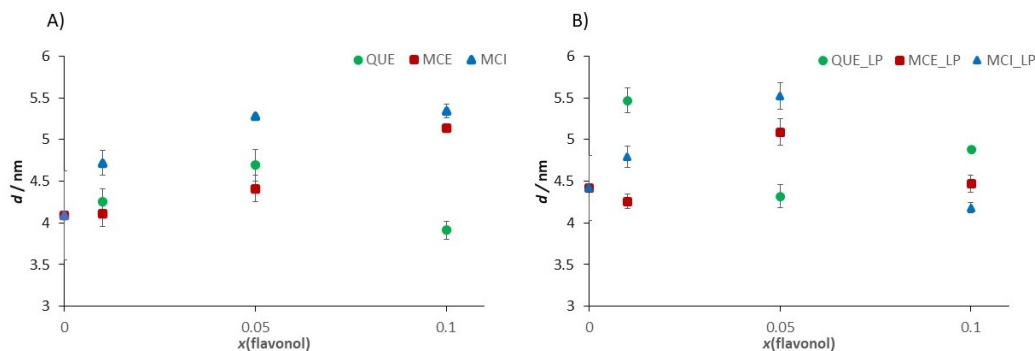 A)
QUE MCE MCI
6
5.5
5
4.5
4
3.5
3
d / nm
0 0.05 0.1
x(flavonol)
B)
QUE_LP MCE_LP MCI_LP
6
5.5
5
4.5
4
3.5
3
d / nm
0 0.05 0.1
x(flavonol)